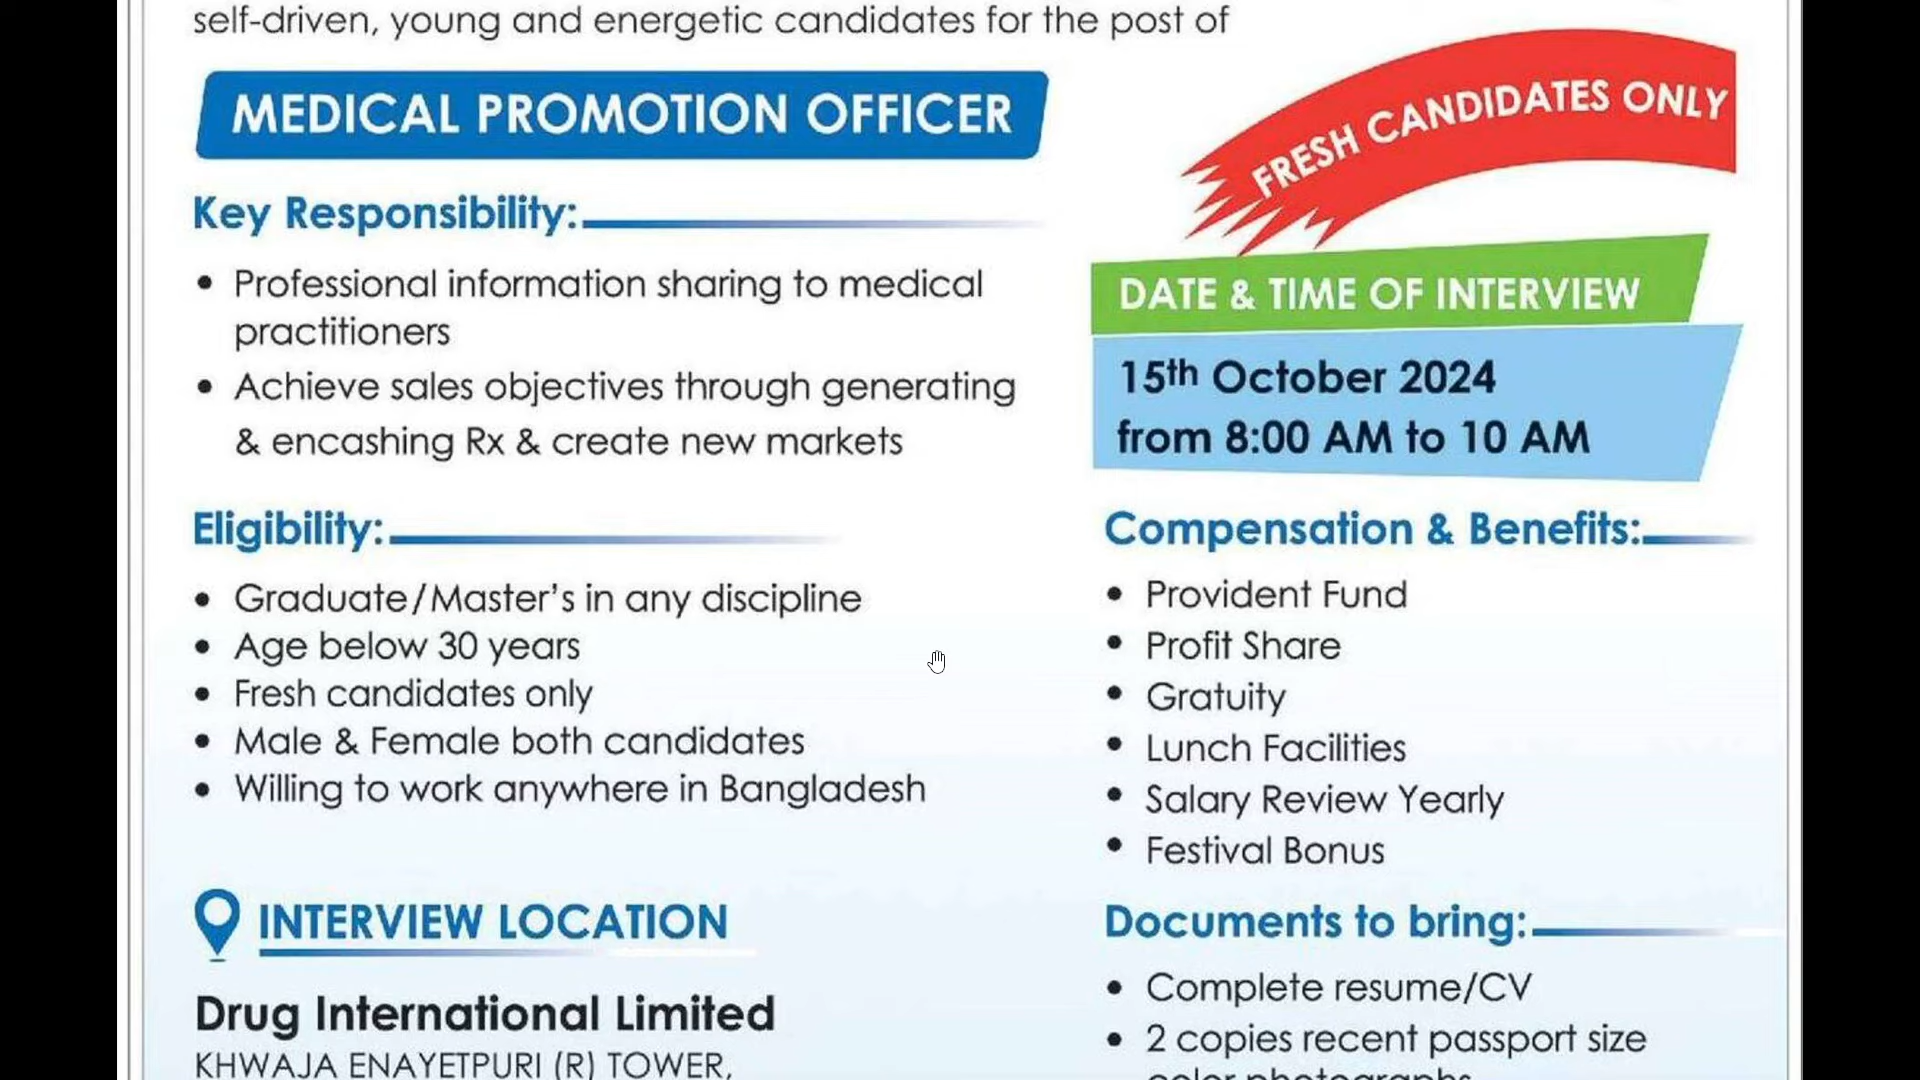 self-driven, young and energetic candidates for the post of
MEDICAL PROMOTION OFFICER
FRESH CANDIDATES ONLY
Key Responsibility:
• Professional information sharing to medical
practitioners
• Achieve sales objectives through generating
& encashing Rx & create new markets
DATE & TIME OF INTERVIEW
15th October 2024
from 8:00 AM to 10 AM
Eligibility:
• Graduate/Master's in any discipline
• Age below 30 years
• Fresh candidates only
• Male & Female both candidates
• Willing to work anywhere in Bangladesh
Compensation & Benefits:
• Provident Fund
• Profit Share
• Gratuity
• Lunch Facilities
• Salary Review Yearly
• Festival Bonus
INTERVIEW LOCATION
Drug International Limited
KHWAJA ENAYETPURI (R) TOWER,
Documents to bring:
• Complete resume/CV
• 2 copies recent passport size
color photographs